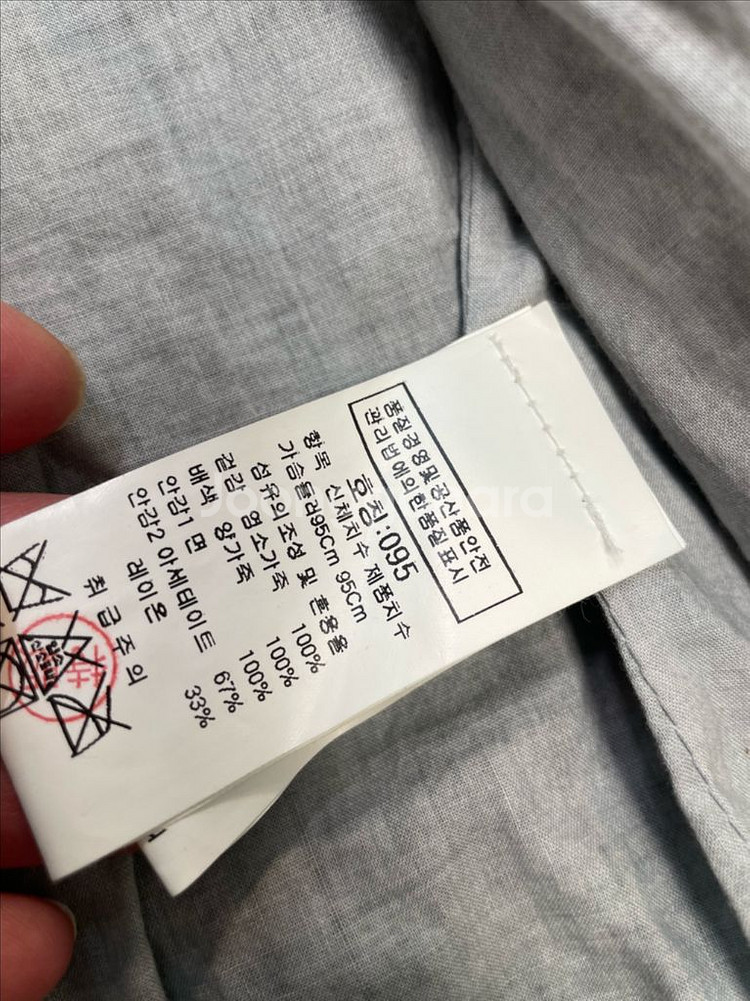 품질경영및공산품안전
관리법에의한품질표시
호칭:095
항목 신체치수 제품치수
가슴둘레95Cm 95Cm
섬유의조성 및 혼용율
겉감 염소가죽 100%
배색 양가죽 100%
안감1 면 100%
안감2 아세테이트 67%
레이온 33%
취급주의